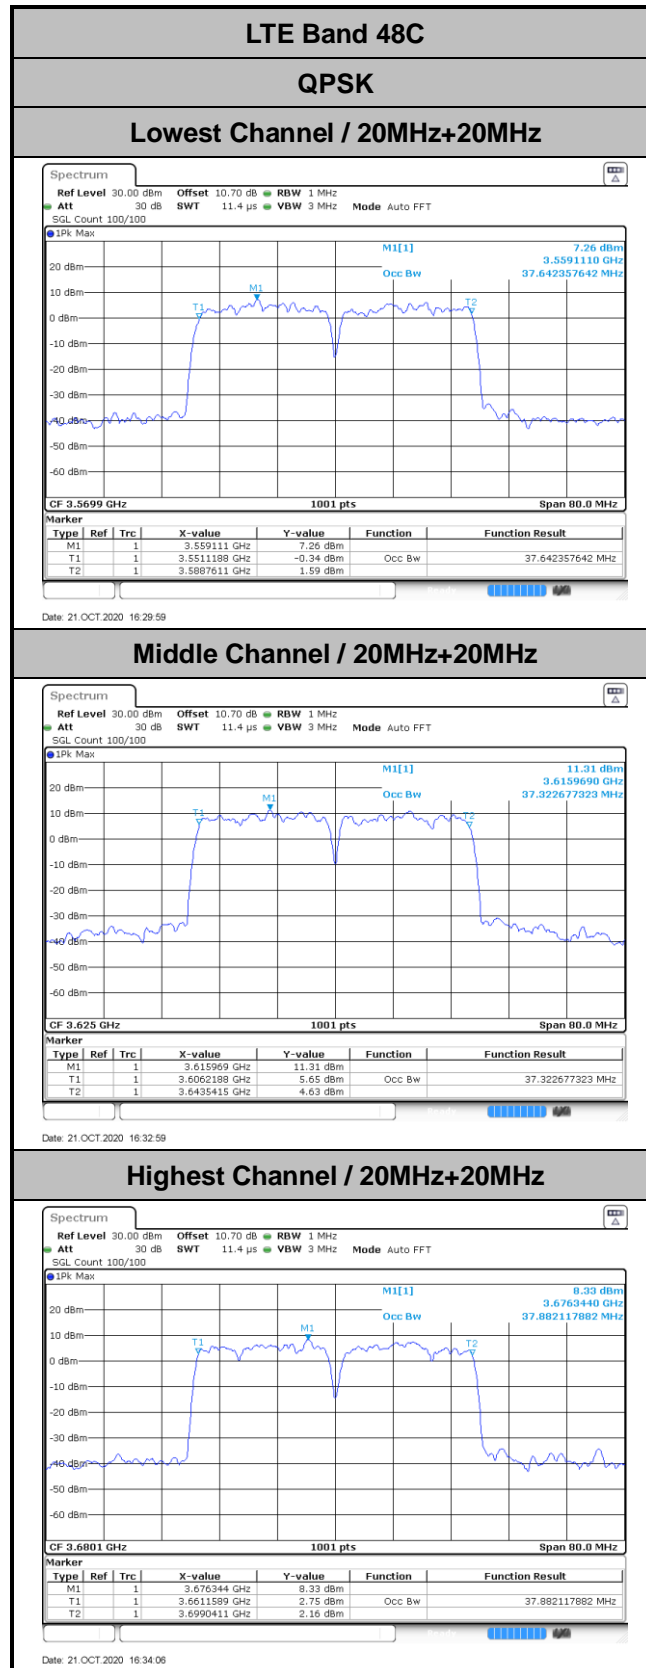 LTE Band 48C
QPSK
Lowest Channel / 20MHz+20MHz
Spectrum
Ref Level 30.00 dBm Offset 10.70 dB RBW 1 MHz
Att 30 dB SWT 11.4 µs VBW 3 MHz Mode Auto FFT
SGL Count 100/100
1Pk Max
M1[1] 7.26 dBm
3.5591110 GHz
Occ Bw 37.642357642 MHz
20 dBm
10 dBm
M1
T1 T2
0 dBm
-10 dBm
-20 dBm
-30 dBm
-40 dBm
-50 dBm
-60 dBm
CF 3.5699 GHz 1001 pts Span 80.0 MHz
Marker
Type Ref Trc X-value Y-value Function Function Result
M1 1 3.559111 GHz 7.26 dBm
T1 1 3.5511188 GHz -0.34 dBm Occ Bw 37.642357642 MHz
T2 1 3.5887611 GHz 1.59 dBm
Date: 21.OCT.2020 16:29:59
Middle Channel / 20MHz+20MHz
Spectrum
Ref Level 30.00 dBm Offset 10.70 dB RBW 1 MHz
Att 30 dB SWT 11.4 µs VBW 3 MHz Mode Auto FFT
SGL Count 100/100
1Pk Max
M1[1] 11.31 dBm
3.6159690 GHz
Occ Bw 37.322677323 MHz
20 dBm
M1
10 dBm
T1 T2
0 dBm
-10 dBm
-20 dBm
-30 dBm
-40 dBm
-50 dBm
-60 dBm
CF 3.625 GHz 1001 pts Span 80.0 MHz
Marker
Type Ref Trc X-value Y-value Function Function Result
M1 1 3.615969 GHz 11.31 dBm
T1 1 3.6062188 GHz 5.65 dBm Occ Bw 37.322677323 MHz
T2 1 3.6435415 GHz 4.63 dBm
Date: 21.OCT.2020 16:32:59
Highest Channel / 20MHz+20MHz
Spectrum
Ref Level 30.00 dBm Offset 10.70 dB RBW 1 MHz
Att 30 dB SWT 11.4 µs VBW 3 MHz Mode Auto FFT
SGL Count 100/100
1Pk Max
M1[1] 8.33 dBm
3.6763440 GHz
Occ Bw 37.882117882 MHz
20 dBm
M1
10 dBm
T1 T2
0 dBm
-10 dBm
-20 dBm
-30 dBm
-40 dBm
-50 dBm
-60 dBm
CF 3.6801 GHz 1001 pts Span 80.0 MHz
Marker
Type Ref Trc X-value Y-value Function Function Result
M1 1 3.676344 GHz 8.33 dBm
T1 1 3.6611589 GHz 2.75 dBm Occ Bw 37.882117882 MHz
T2 1 3.6990411 GHz 2.16 dBm
Date: 21.OCT.2020 16:34:06